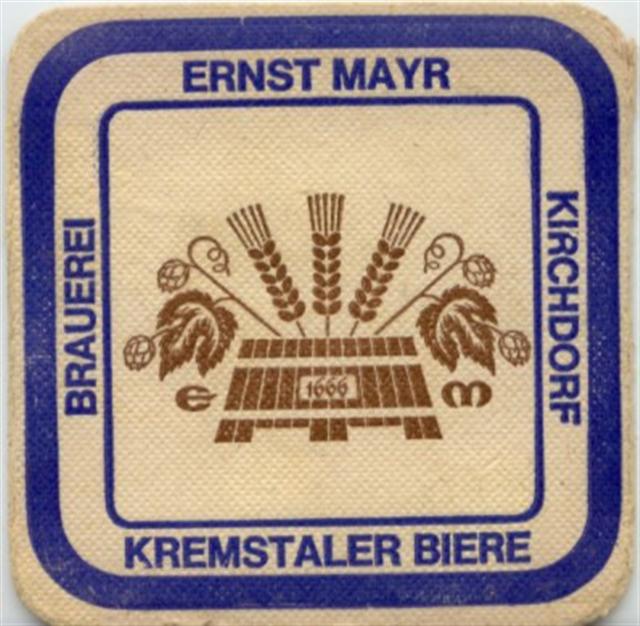 ERNST MAYR
BRAUEREI
KIRCHDORF
1666
e m
KREMSTALER BIERE